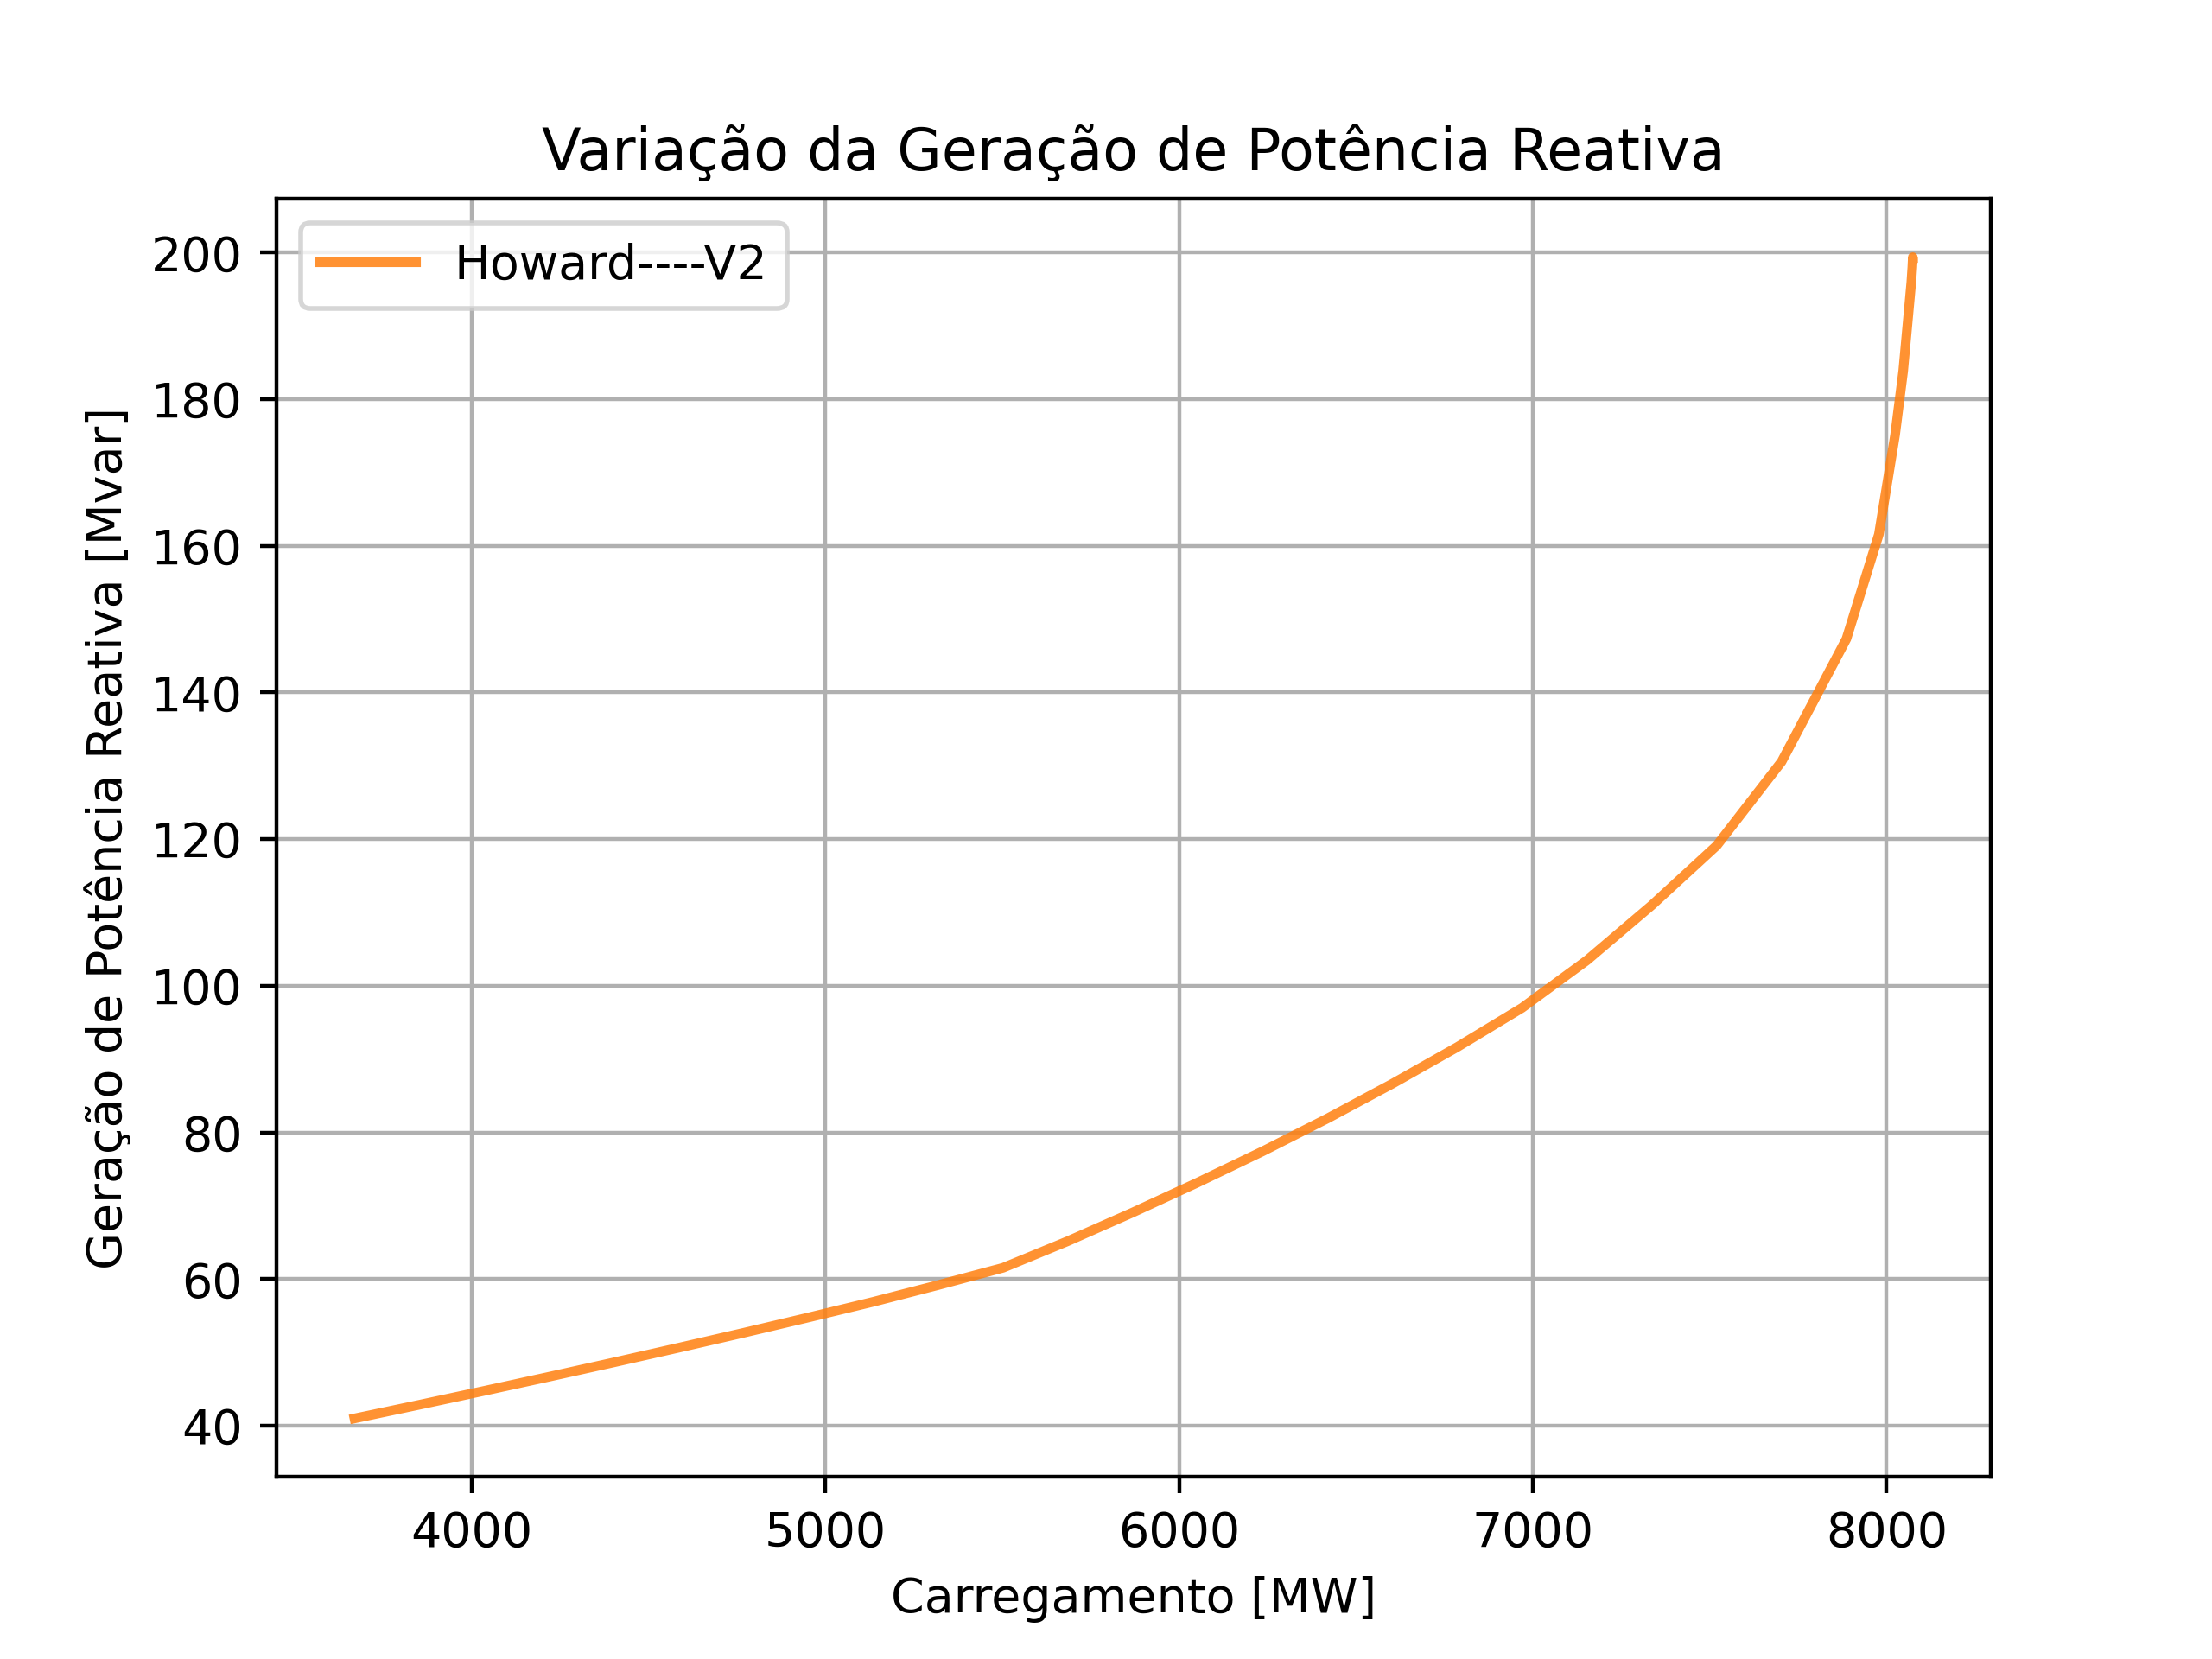 Variação da Geração de Potência Reativa
Howard----V2
Geração de Potência Reativa [Mvar]
200
180
160
140
120
100
80
60
40
4000 5000 6000 7000 8000
Carregamento [MW]